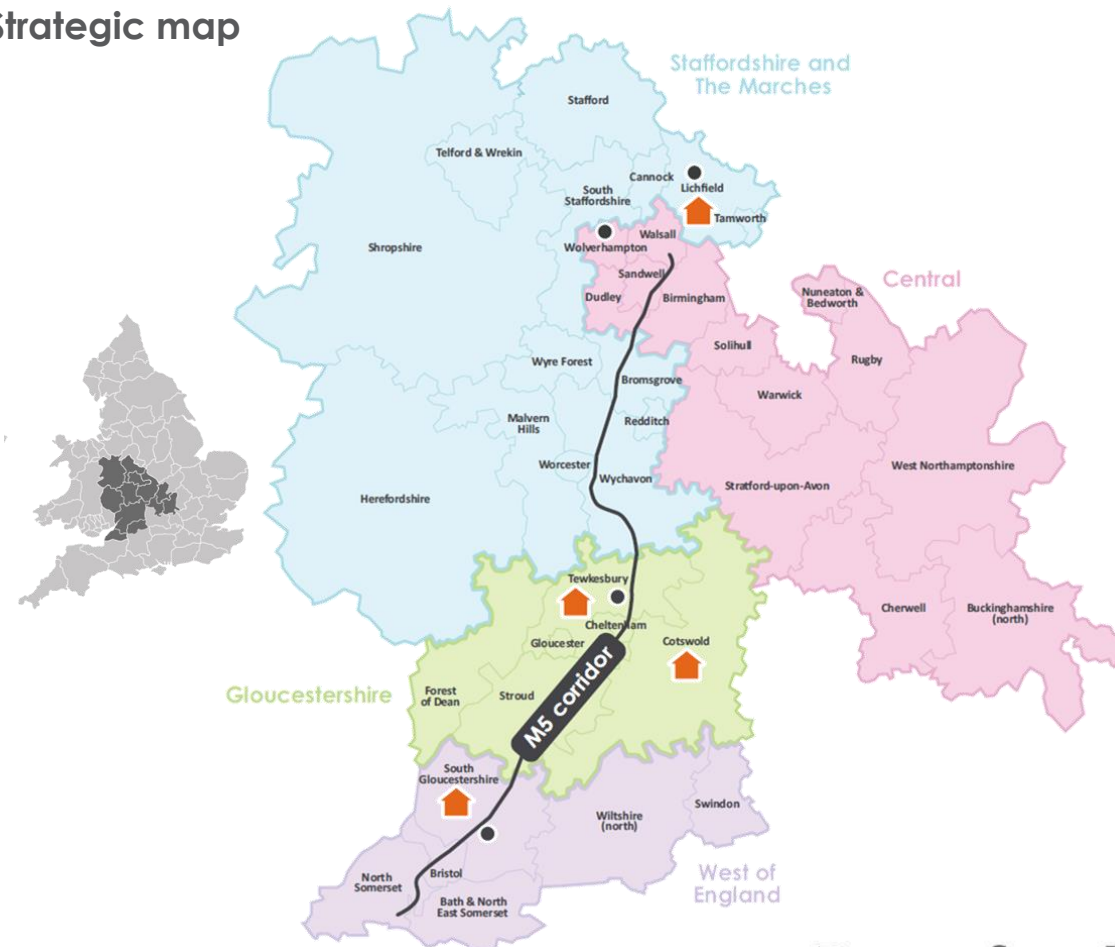 Strategic map
Staffordshire and
The Marches
Stafford
Telford & Wrekin
Cannock
Lichfield
South
Staffordshire
Tamworth
Walsall
Wolverhampton
Shropshire
Sandwell
Dudley
Birmingham
Central
Nuneaton &
Bedworth
Solihull
Rugby
Wyre Forest
Bromsgrove
Warwick
Malvern
Hills
Redditch
Worcester
Wychavon
West Northamptonshire
Stratford-upon-Avon
Herefordshire
Tewkesbury
Cheltenham
Gloucester
Cotswold
Cherwell
Buckinghamshire
(north)
Gloucestershire
Forest
of Dean
Stroud
M5 corridor
South
Gloucestershire
Swindon
Wiltshire
(north)
North
Somerset
Bristol
West of
England
Bath & North
East Somerset